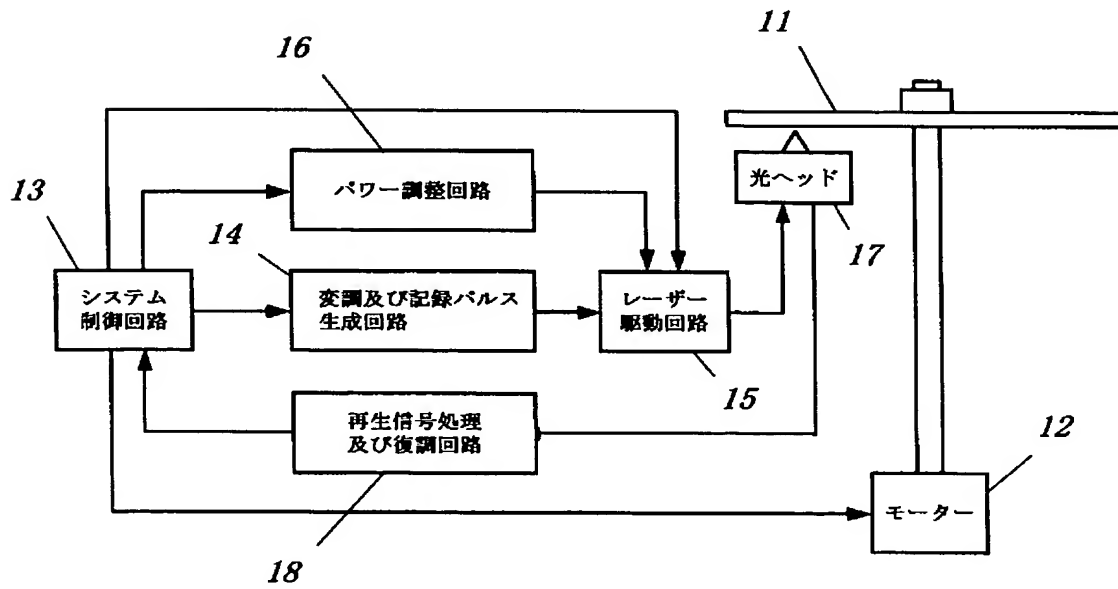 16
11
パワー調整回路
光ヘッド
13
14
17
システム
制御回路
変調及び記録パルス
生成回路
レーザー
駆動回路
15
再生信号処理
及び復調回路
12
モーター
18